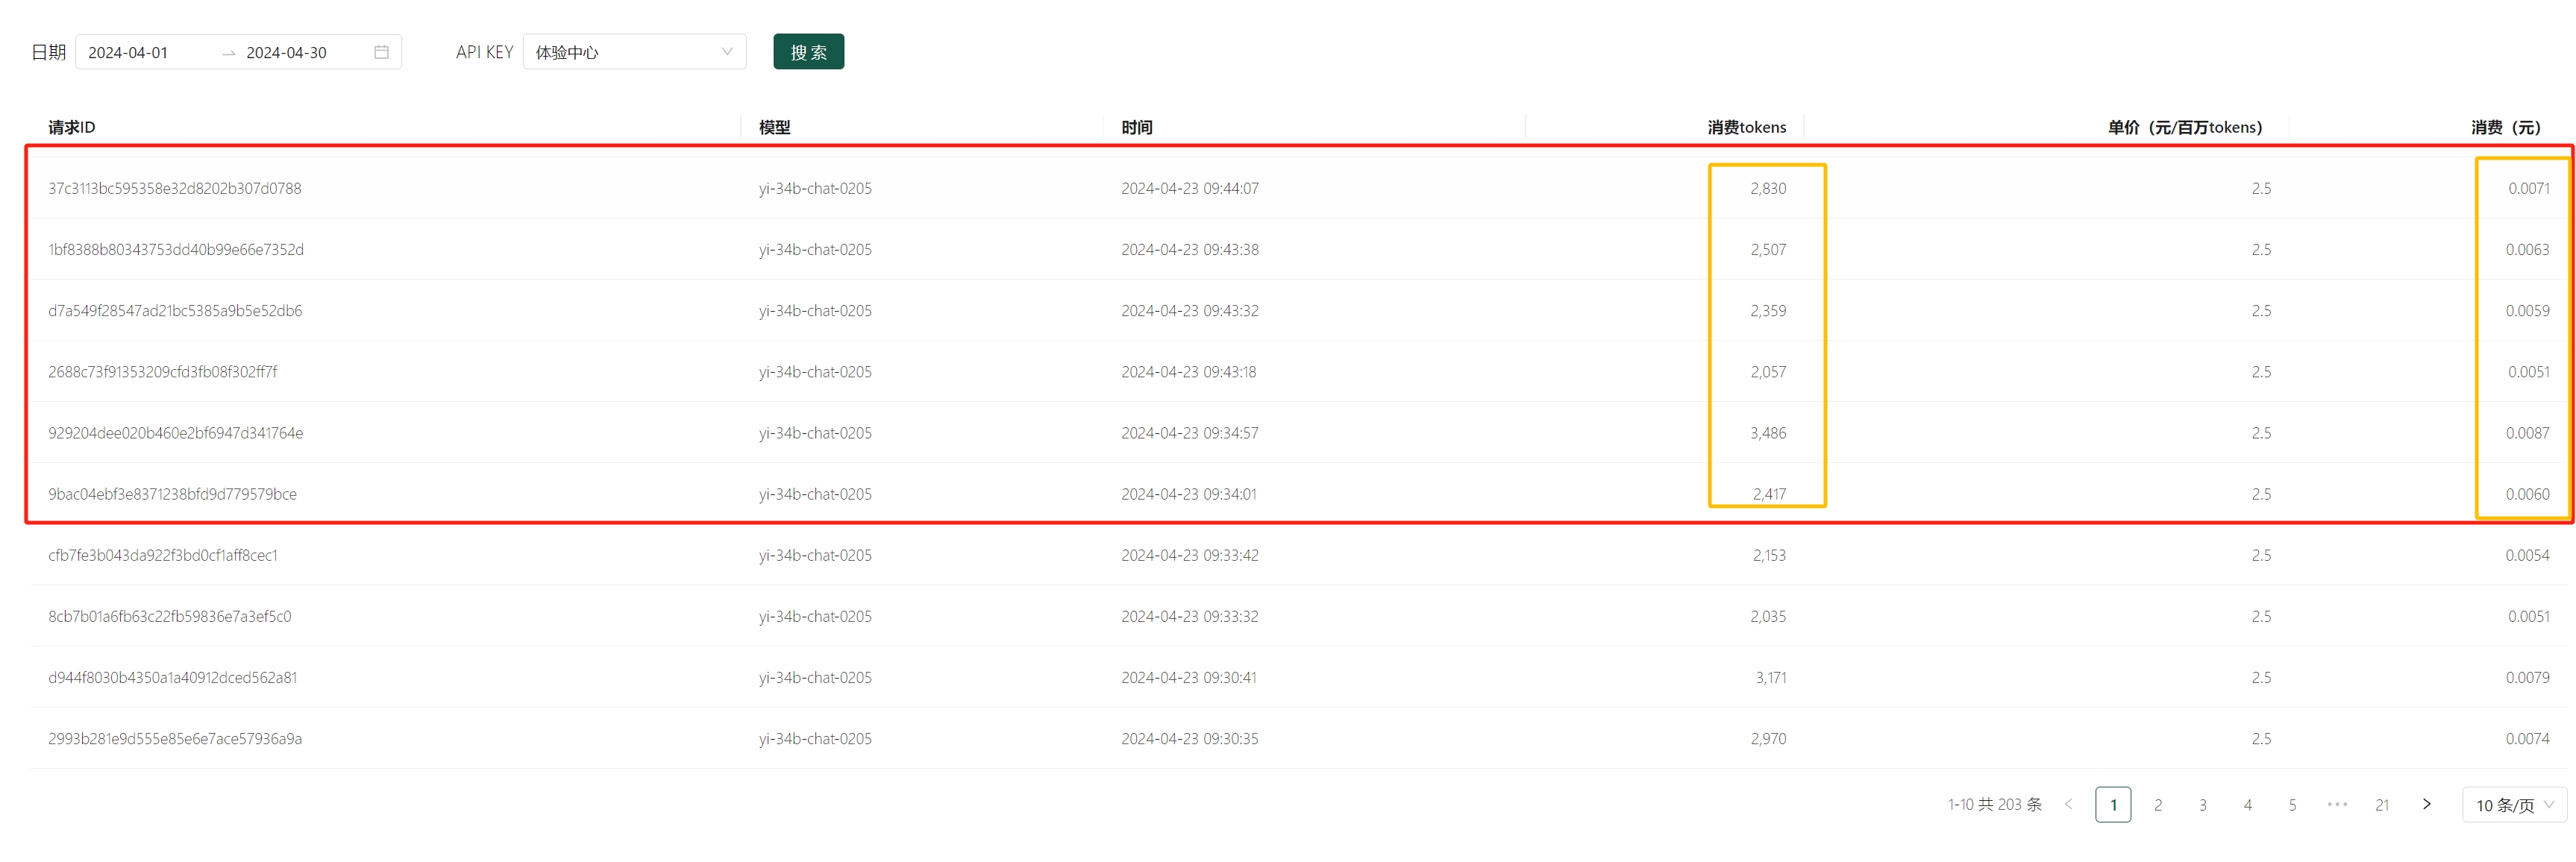 日期 2024-04-01 → 2024-04-30 API KEY 体验中心 搜索
请求ID 模型 时间 消费tokens 单价（元/百万tokens） 消费（元）
37c3113bc595358e32d8202b307d0788 yi-34b-chat-0205 2024-04-23 09:44:07 2,830 2.5 0.0071
1bf8388b80343753dd40b99e66e7352d yi-34b-chat-0205 2024-04-23 09:43:38 2,507 2.5 0.0063
d7a549f28547ad21bc5385a9b5e52db6 yi-34b-chat-0205 2024-04-23 09:43:32 2,359 2.5 0.0059
2688c73f91353209cfd3fb08f302ff7f yi-34b-chat-0205 2024-04-23 09:43:18 2,057 2.5 0.0051
929204dee020b460e2bf6947d341764e yi-34b-chat-0205 2024-04-23 09:34:57 3,486 2.5 0.0087
9bac04ebf3e8371238bfd9d779579bce yi-34b-chat-0205 2024-04-23 09:34:01 2,417 2.5 0.0060
cfb7fe3b043da922f3bd0cf1aff8cec1 yi-34b-chat-0205 2024-04-23 09:33:42 2,153 2.5 0.0054
8cb7b01a6fb63c22fb59836e7a3ef5c0 yi-34b-chat-0205 2024-04-23 09:33:32 2,035 2.5 0.0051
d944f8030b4350a1a40912dced562a81 yi-34b-chat-0205 2024-04-23 09:30:41 3,171 2.5 0.0079
2993b281e9d555e85e6e7ace57936a9a yi-34b-chat-0205 2024-04-23 09:30:35 2,970 2.5 0.0074
1-10 共 203 条 < 1 2 3 4 5 ••• 21 > 10 条/页